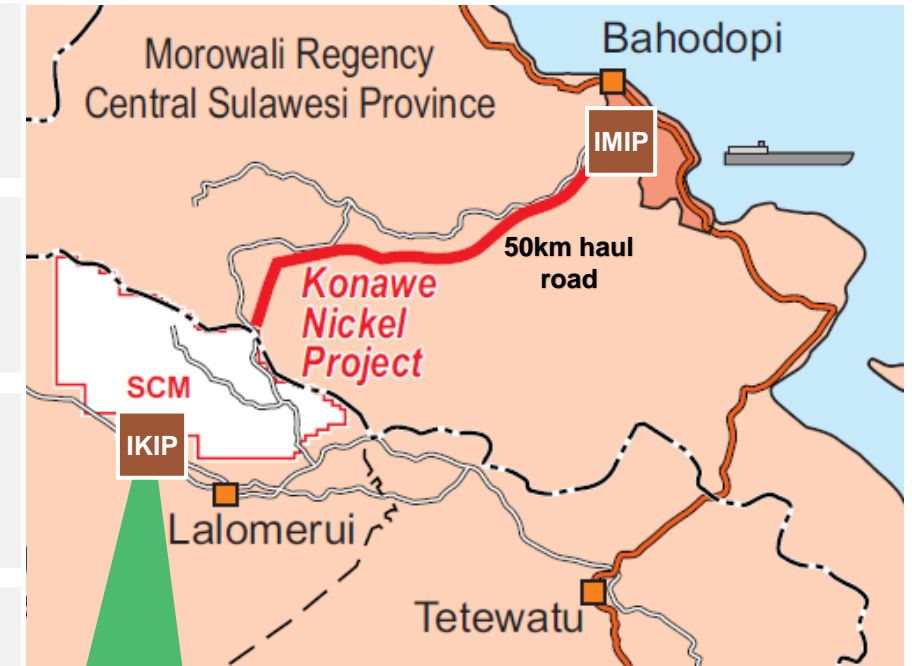 Morowali Regency
Central Sulawesi Province
Bahodopi
IMIP
50km haul
road
Konawe
Nickel
Project
SCM
IKIP
Lalomerui
Tetewatu